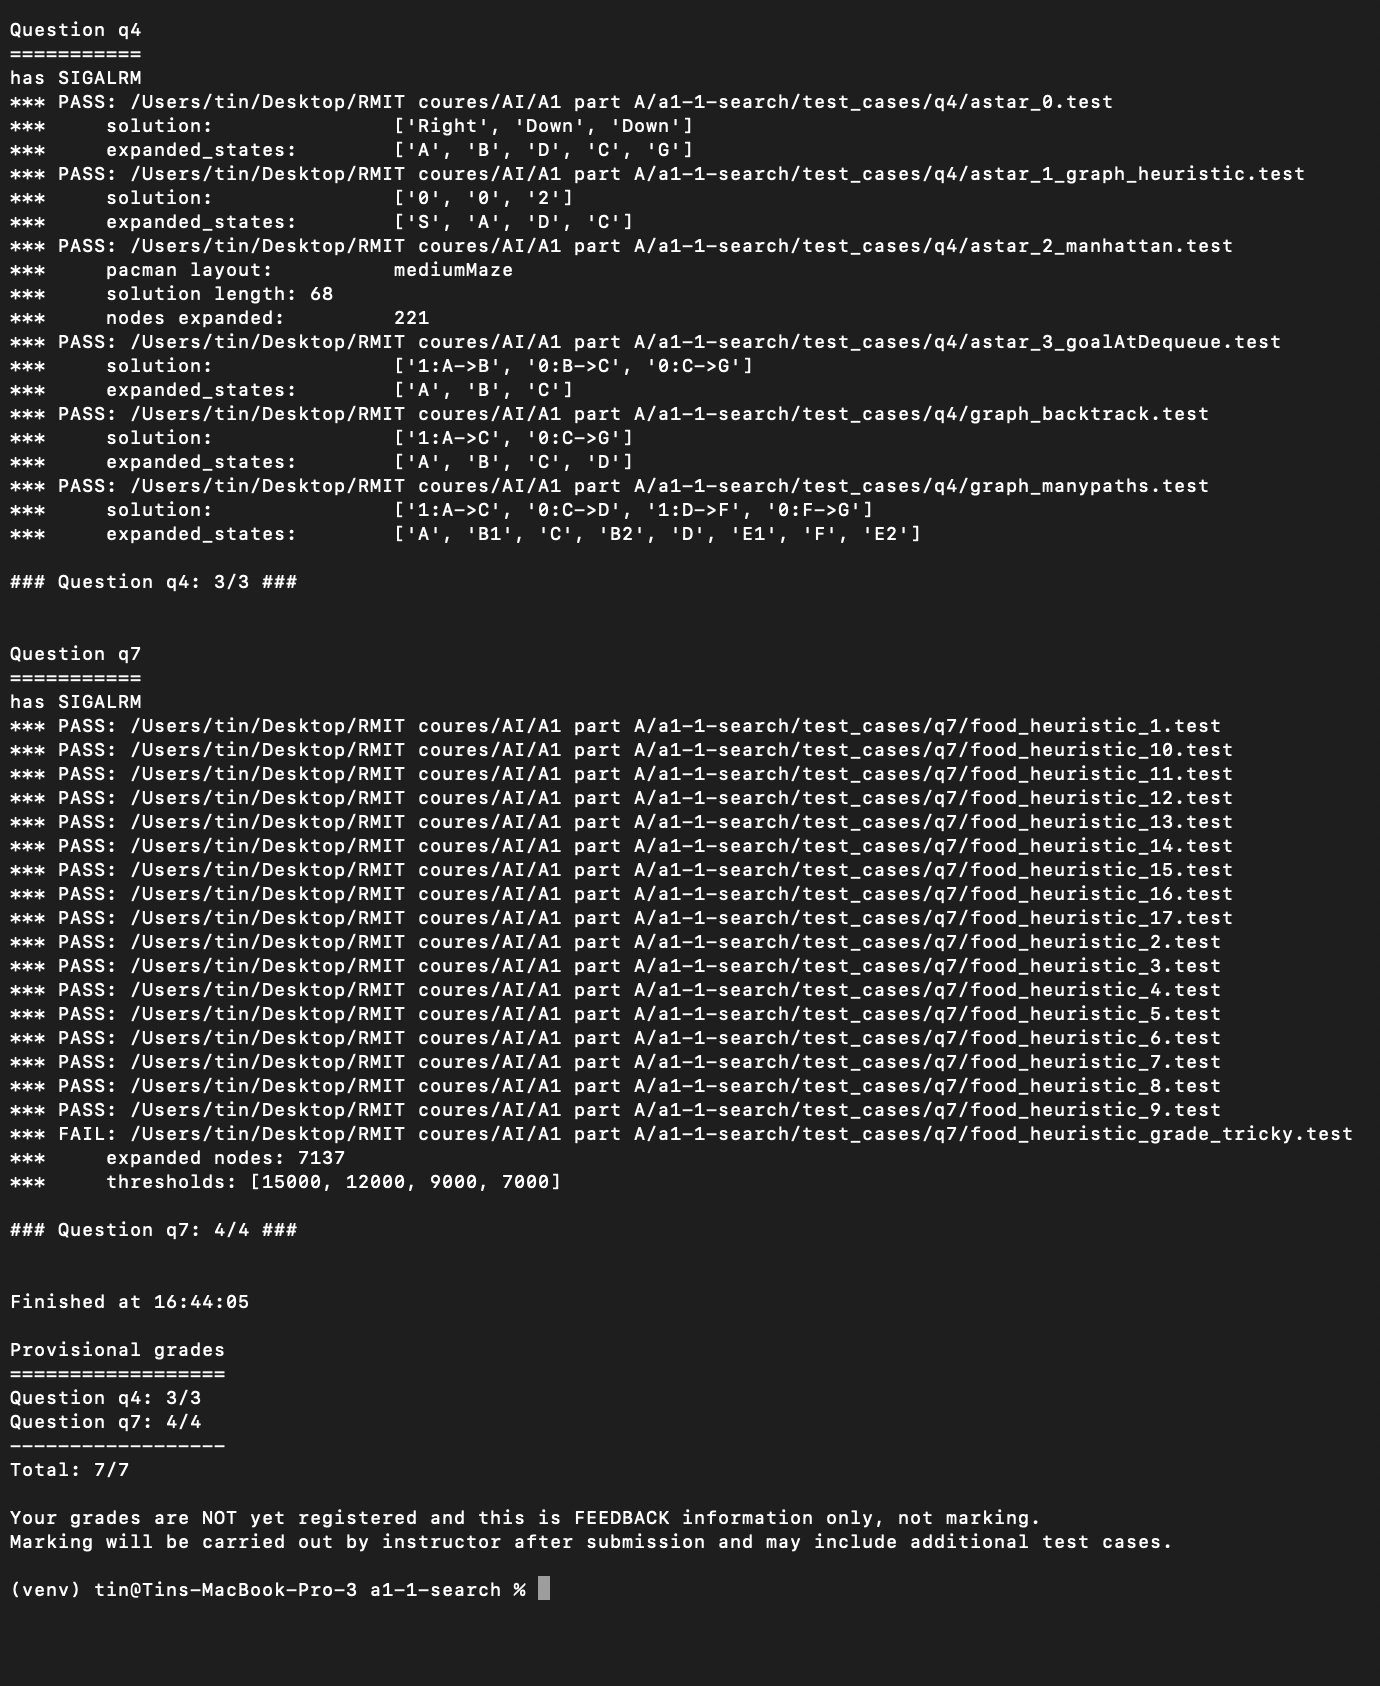 Question q4
===========
has SIGALRM
*** PASS: /Users/tin/Desktop/RMIT coures/AI/A1 part A/a1-1-search/test_cases/q4/astar_0.test
***     solution:               ['Right', 'Down', 'Down']
***     expanded_states:        ['A', 'B', 'D', 'C', 'G']
*** PASS: /Users/tin/Desktop/RMIT coures/AI/A1 part A/a1-1-search/test_cases/q4/astar_1_graph_heuristic.test
***     solution:               ['0', '0', '2']
***     expanded_states:        ['S', 'A', 'D', 'C']
*** PASS: /Users/tin/Desktop/RMIT coures/AI/A1 part A/a1-1-search/test_cases/q4/astar_2_manhattan.test
***     pacman layout:          mediumMaze
***     solution length: 68
***     nodes expanded:         221
*** PASS: /Users/tin/Desktop/RMIT coures/AI/A1 part A/a1-1-search/test_cases/q4/astar_3_goalAtDequeue.test
***     solution:               ['1:A->B', '0:B->C', '0:C->G']
***     expanded_states:        ['A', 'B', 'C']
*** PASS: /Users/tin/Desktop/RMIT coures/AI/A1 part A/a1-1-search/test_cases/q4/graph_backtrack.test
***     solution:               ['1:A->C', '0:C->G']
***     expanded_states:        ['A', 'B', 'C', 'D']
*** PASS: /Users/tin/Desktop/RMIT coures/AI/A1 part A/a1-1-search/test_cases/q4/graph_manypaths.test
***     solution:               ['1:A->C', '0:C->D', '1:D->F', '0:F->G']
***     expanded_states:        ['A', 'B1', 'C', 'B2', 'D', 'E1', 'F', 'E2']
### Question q4: 3/3 ###
Question q7
===========
has SIGALRM
*** PASS: /Users/tin/Desktop/RMIT coures/AI/A1 part A/a1-1-search/test_cases/q7/food_heuristic_1.test
*** PASS: /Users/tin/Desktop/RMIT coures/AI/A1 part A/a1-1-search/test_cases/q7/food_heuristic_10.test
*** PASS: /Users/tin/Desktop/RMIT coures/AI/A1 part A/a1-1-search/test_cases/q7/food_heuristic_11.test
*** PASS: /Users/tin/Desktop/RMIT coures/AI/A1 part A/a1-1-search/test_cases/q7/food_heuristic_12.test
*** PASS: /Users/tin/Desktop/RMIT coures/AI/A1 part A/a1-1-search/test_cases/q7/food_heuristic_13.test
*** PASS: /Users/tin/Desktop/RMIT coures/AI/A1 part A/a1-1-search/test_cases/q7/food_heuristic_14.test
*** PASS: /Users/tin/Desktop/RMIT coures/AI/A1 part A/a1-1-search/test_cases/q7/food_heuristic_15.test
*** PASS: /Users/tin/Desktop/RMIT coures/AI/A1 part A/a1-1-search/test_cases/q7/food_heuristic_16.test
*** PASS: /Users/tin/Desktop/RMIT coures/AI/A1 part A/a1-1-search/test_cases/q7/food_heuristic_17.test
*** PASS: /Users/tin/Desktop/RMIT coures/AI/A1 part A/a1-1-search/test_cases/q7/food_heuristic_2.test
*** PASS: /Users/tin/Desktop/RMIT coures/AI/A1 part A/a1-1-search/test_cases/q7/food_heuristic_3.test
*** PASS: /Users/tin/Desktop/RMIT coures/AI/A1 part A/a1-1-search/test_cases/q7/food_heuristic_4.test
*** PASS: /Users/tin/Desktop/RMIT coures/AI/A1 part A/a1-1-search/test_cases/q7/food_heuristic_5.test
*** PASS: /Users/tin/Desktop/RMIT coures/AI/A1 part A/a1-1-search/test_cases/q7/food_heuristic_6.test
*** PASS: /Users/tin/Desktop/RMIT coures/AI/A1 part A/a1-1-search/test_cases/q7/food_heuristic_7.test
*** PASS: /Users/tin/Desktop/RMIT coures/AI/A1 part A/a1-1-search/test_cases/q7/food_heuristic_8.test
*** PASS: /Users/tin/Desktop/RMIT coures/AI/A1 part A/a1-1-search/test_cases/q7/food_heuristic_9.test
*** FAIL: /Users/tin/Desktop/RMIT coures/AI/A1 part A/a1-1-search/test_cases/q7/food_heuristic_grade_tricky.test
***     expanded nodes: 7137
***     thresholds: [15000, 12000, 9000, 7000]
### Question q7: 4/4 ###
Finished at 16:44:05
Provisional grades
==================
Question q4: 3/3
Question q7: 4/4
------------------
Total: 7/7
Your grades are NOT yet registered and this is FEEDBACK information only, not marking.
Marking will be carried out by instructor after submission and may include additional test cases.
(venv) tin@Tins-MacBook-Pro-3 a1-1-search %